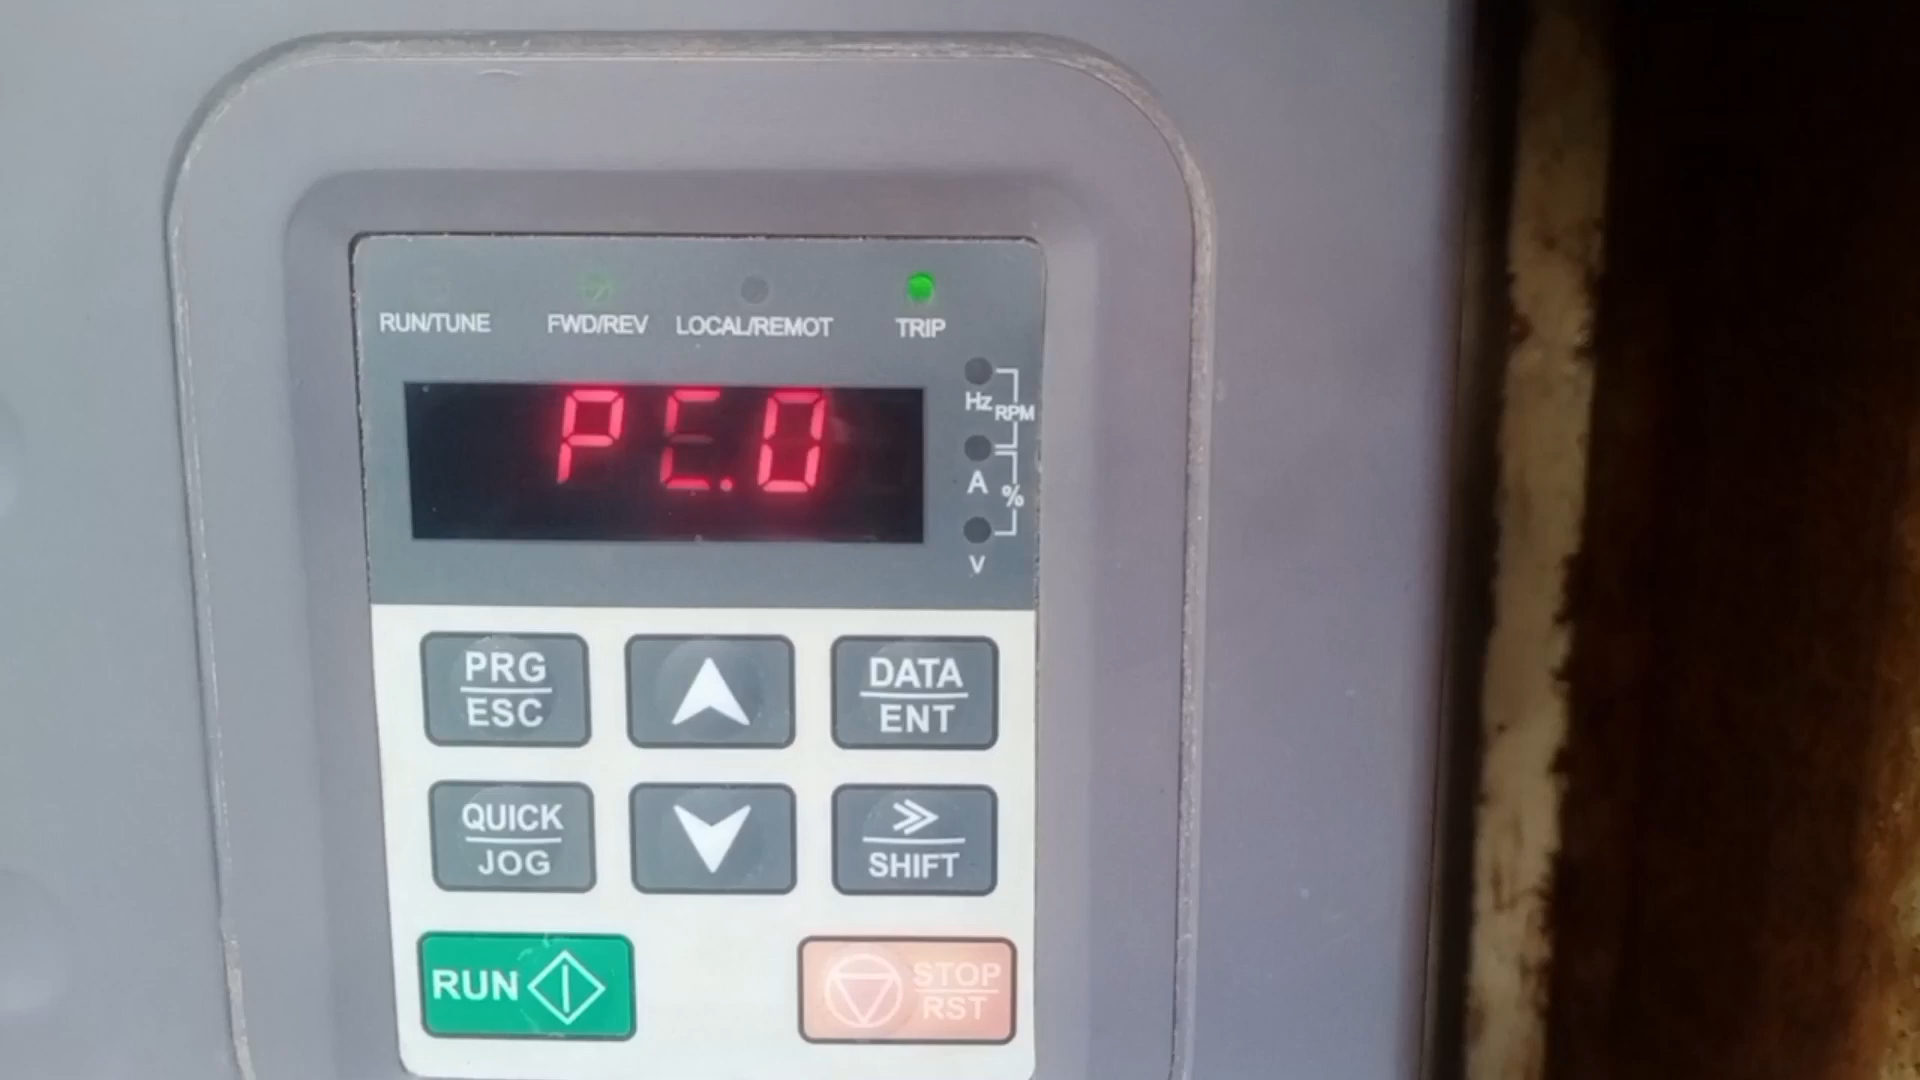 RUN/TUNE FWD/REV LOCAL/REMOT TRIP
PC.0
Hz
RPM
A
%
V
PRG
ESC
DATA
ENT
QUICK
JOG
SHIFT
RUN
STOP
RST